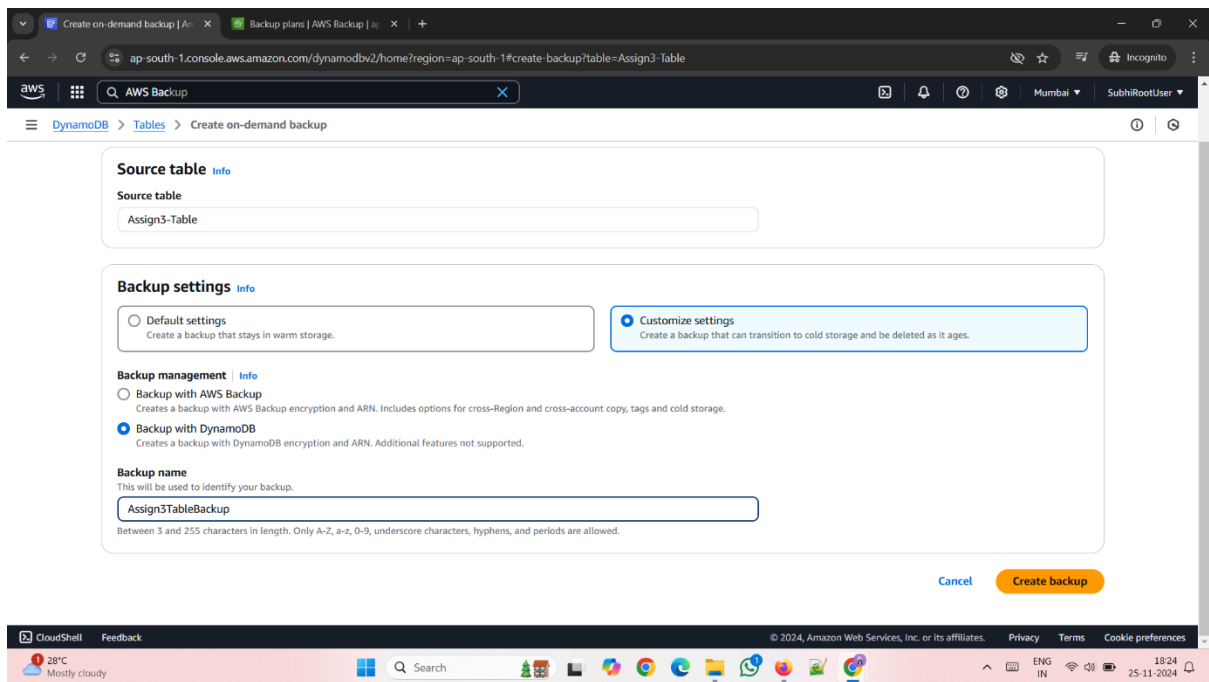 Create on-demand backup | Am
Backup plans | AWS Backup | ap
ap-south-1.console.aws.amazon.com/dynamodbv2/home?region=ap-south-1#create-backup?table=Assign3-Table
Incognito
aws
AWS Backup
Mumbai
SubhiRootUser
DynamoDB > Tables > Create on-demand backup
Source table Info
Source table
Assign3-Table
Backup settings Info
Default settings
Create a backup that stays in warm storage.
Customize settings
Create a backup that can transition to cold storage and be deleted as it ages.
Backup management Info
Backup with AWS Backup
Creates a backup with AWS Backup encryption and ARN. Includes options for cross-Region and cross-account copy, tags and cold storage.
Backup with DynamoDB
Creates a backup with DynamoDB encryption and ARN. Additional features not supported.
Backup name
This will be used to identify your backup.
Assign3TableBackup
Between 3 and 255 characters in length. Only A-Z, a-z, 0-9, underscore characters, hyphens, and periods are allowed.
Cancel
Create backup
CloudShell Feedback
© 2024, Amazon Web Services, Inc. or its affiliates. Privacy Terms Cookie preferences
1
28°C
Mostly cloudy
Search
ENG
IN
18:24
25-11-2024